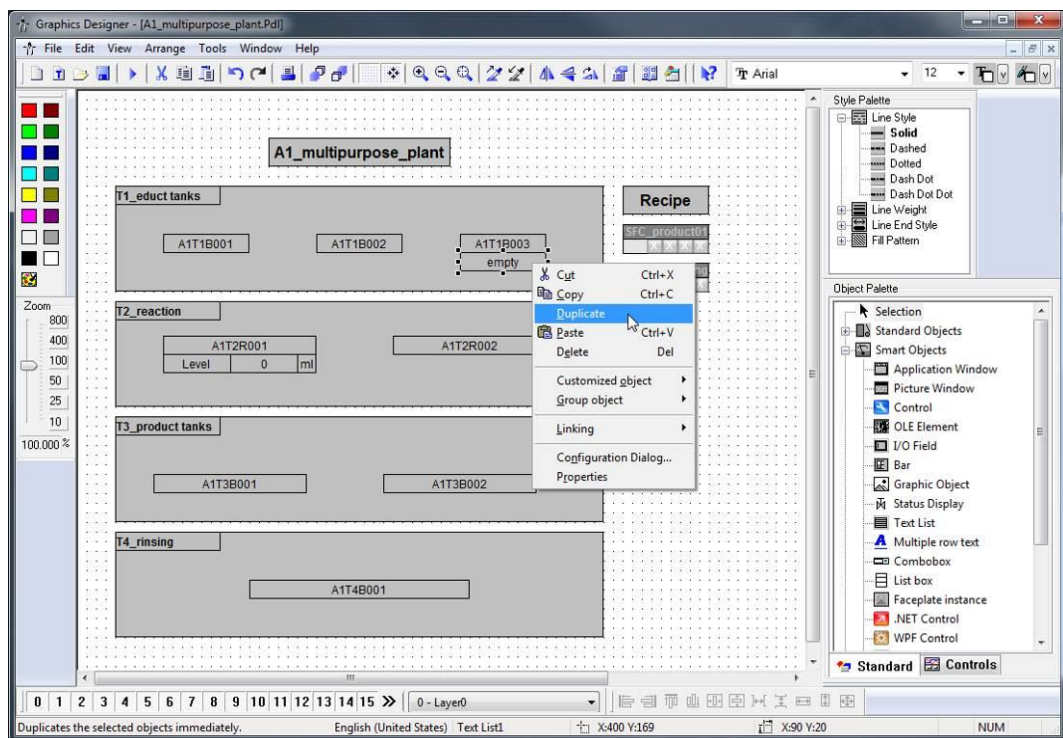 Graphics Designer - [A1_multipurpose_plant.Pdl]
File Edit View Arrange Tools Window Help
Arial 12
A1_multipurpose_plant
T1_educt tanks
A1T1B001 A1T1B002 A1T1B003
empty
Recipe
SFC_product01
X X X X
Cut Ctrl+X
Copy Ctrl+C
Duplicate
Paste Ctrl+V
Delete Del
Customized object
Group object
Linking
Configuration Dialog...
Properties
T2_reaction
A1T2R001 A1T2R002
Level 0 ml
T3_product tanks
A1T3B001 A1T3B002
T4_rinsing
A1T4B001
Zoom
800
400
100
50
25
10
100.000 %
Style Palette
Line Style
Solid
Dashed
Dotted
Dash Dot
Dash Dot Dot
Line Weight
Line End Style
Fill Pattern
Object Palette
Selection
Standard Objects
Smart Objects
Application Window
Picture Window
Control
OLE Element
I/O Field
Bar
Graphic Object
Status Display
Text List
Multiple row text
Combobox
List box
Faceplate instance
.NET Control
WPF Control
Standard Controls
0 1 2 3 4 5 6 7 8 9 10 11 12 13 14 15 0 - Layer0
Duplicates the selected objects immediately. English (United States) Text List1 X:400 Y:169 X:90 Y:20 NUM